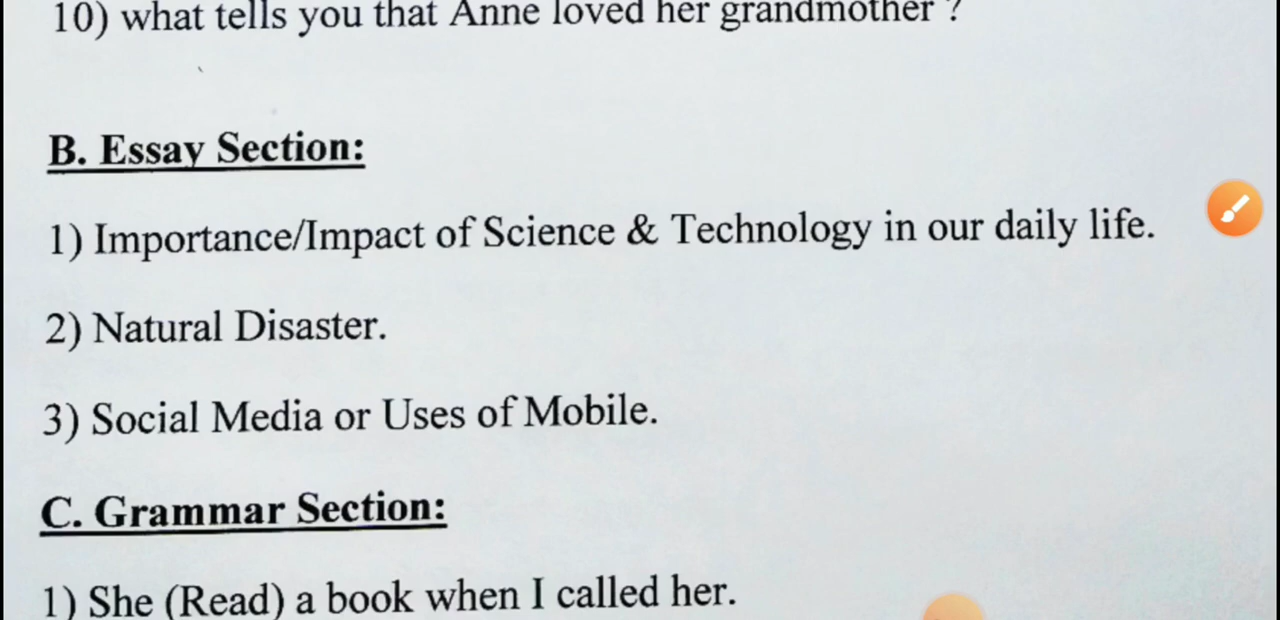 10) what tells you that Anne loved her grandmother ?
B. Essay Section:
1) Importance/Impact of Science & Technology in our daily life.
2) Natural Disaster.
3) Social Media or Uses of Mobile.
C. Grammar Section:
1) She (Read) a book when I called her.